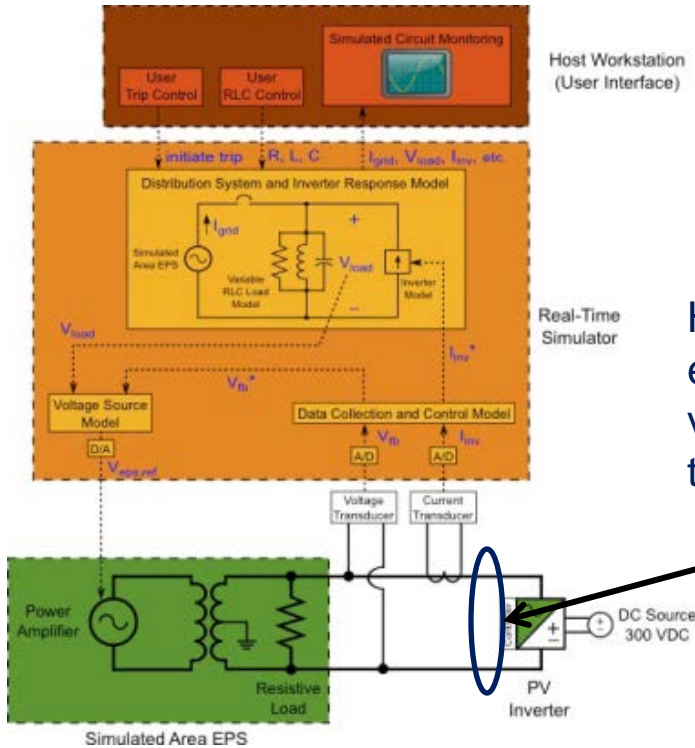 Simulated Circuit Monitoring
User
Trip Control
User
RLC Control
Host Workstation
(User Interface)
initiate trip
R, L, C
Igrid, Vload, Iinv, etc.
Distribution System and Inverter Response Model
Igrid
+
Simulated
Area EPS
Variable
RLC Load
Model
Vload
Inverter
Model
−
Real-Time
Simulator
Vload
Vfb*
Iinv*
Voltage Source
Model
Data Collection and Control Model
D/A
Vfb
Iinv
A/D
A/D
Veps,ref
Voltage
Transducer
Current
Transducer
Power
Amplifier
Resistive
Load
+
−
DC Source
300 VDC
PV
Inverter
Simulated Area EPS